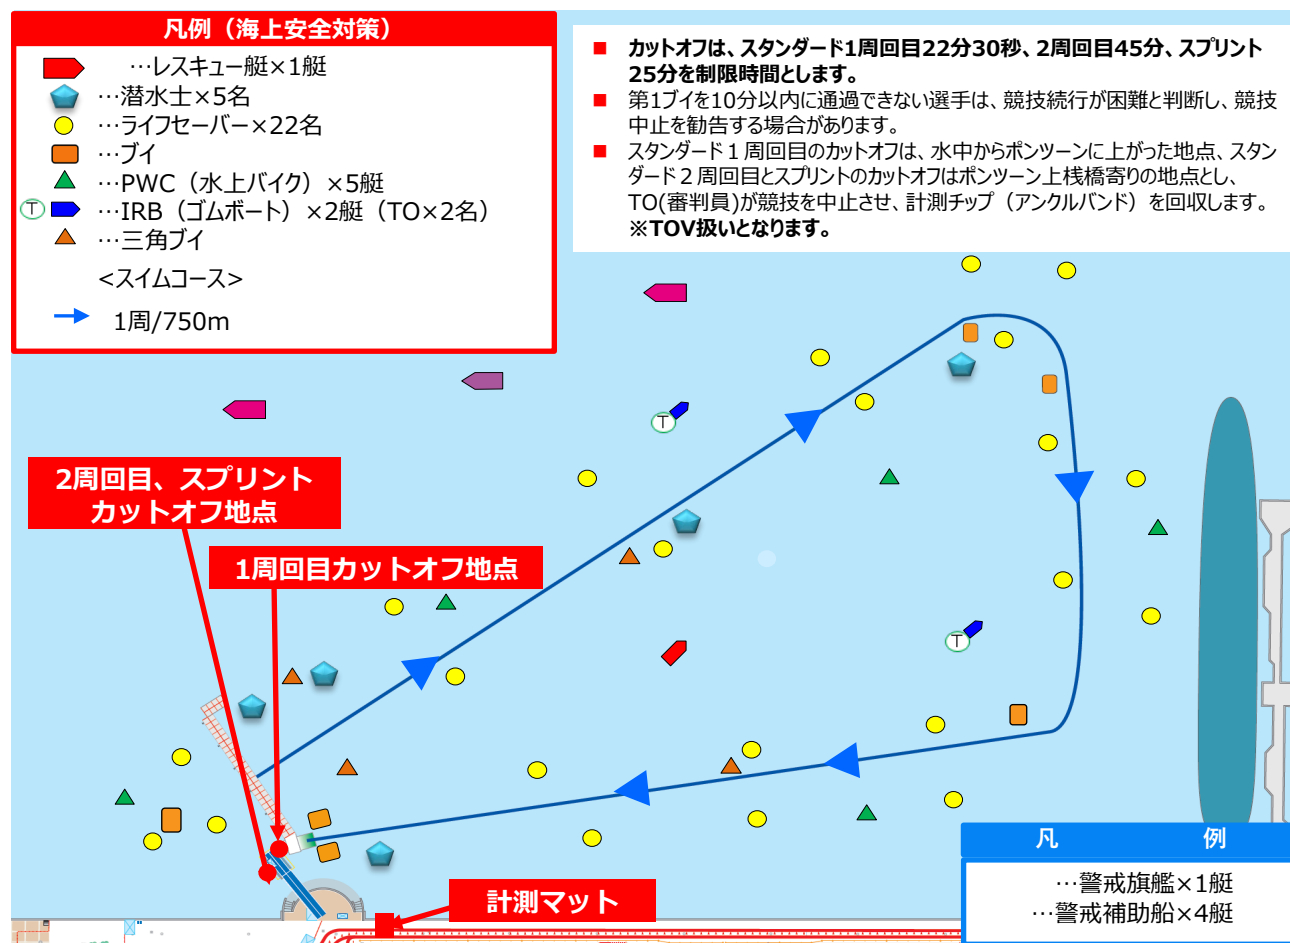 凡例（海上安全対策）
…レスキュー艇×1艇
…潜水士×5名
…ライフセーバー×22名
…ブイ
…PWC（水上バイク）×5艇
T …IRB（ゴムボート）×2艇（TO×2名）
…三角ブイ
<スイムコース>
1周/750m
■ カットオフは、スタンダード1周回目22分30秒、2周回目45分、スプリント
25分を制限時間とします。
■ 第1ブイを10分以内に通過できない選手は、競技続行が困難と判断し、競技
中止を勧告する場合があります。
■ スタンダード１周回目のカットオフは、水中からポンツーンに上がった地点、スタン
ダード２周回目とスプリントのカットオフはポンツーン上桟橋寄りの地点とし、
TO(審判員)が競技を中止させ、計測チップ（アンクルバンド）を回収します。
※TOV扱いとなります。
T
2周回目、スプリント
カットオフ地点
1周回目カットオフ地点
T
計測マット
凡 例
…警戒旗艦×1艇
…警戒補助船×4艇